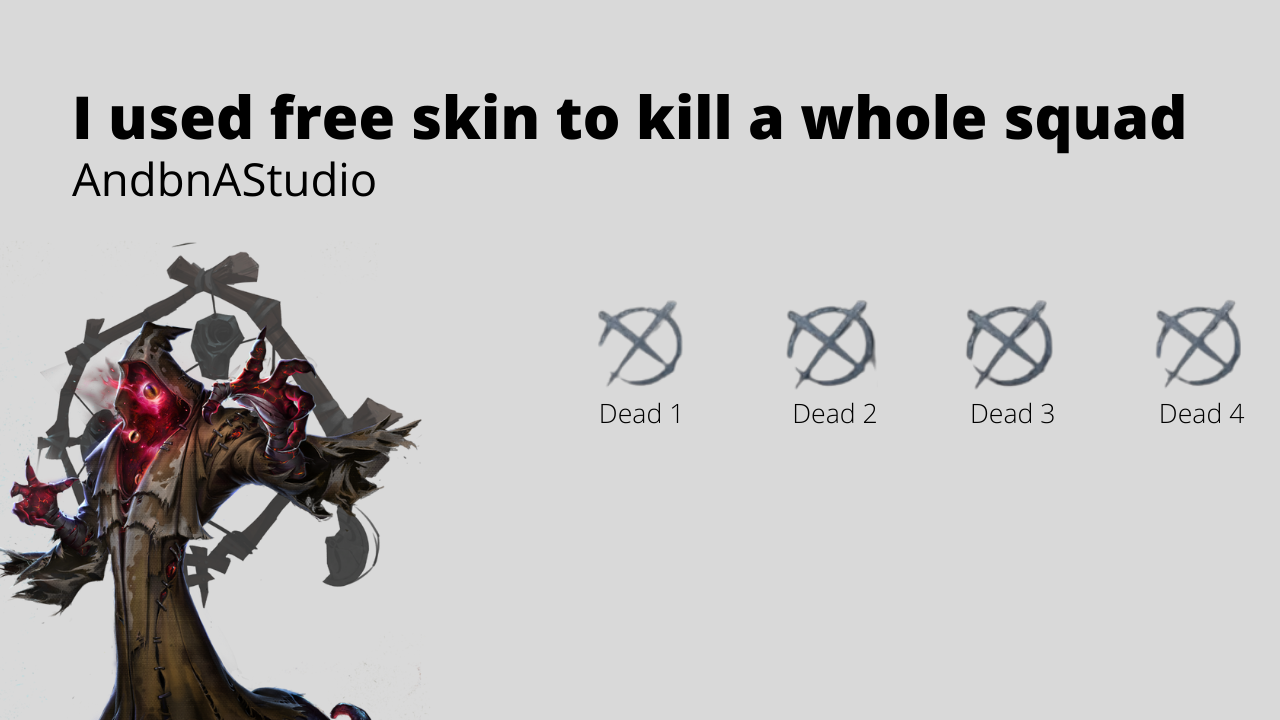 I used free skin to kill a whole squad
AndbnAStudio
Dead 1
Dead 2
Dead 3
Dead 4